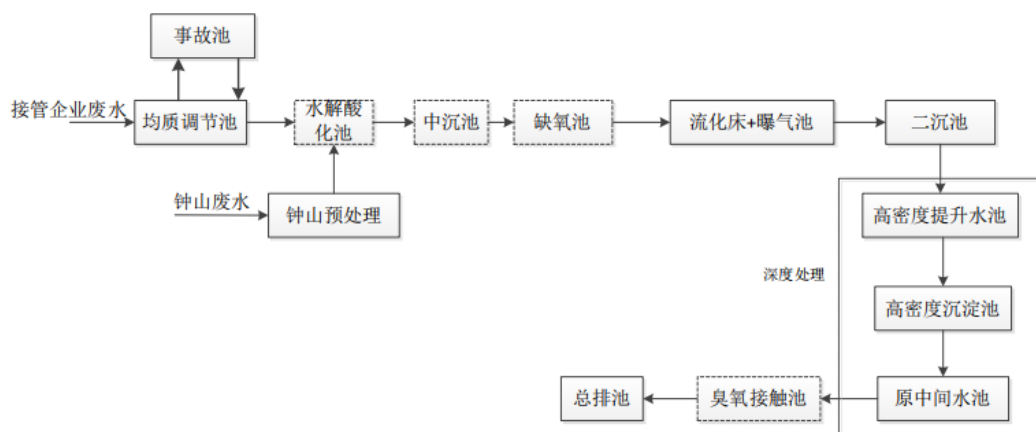 事故池
接管企业废水
均质调节池
水解酸
化池
中沉池
缺氧池
流化床+曝气池
二沉池
钟山废水
钟山预处理
高密度提升水池
深度处理
高密度沉淀池
总排池
臭氧接触池
原中间水池